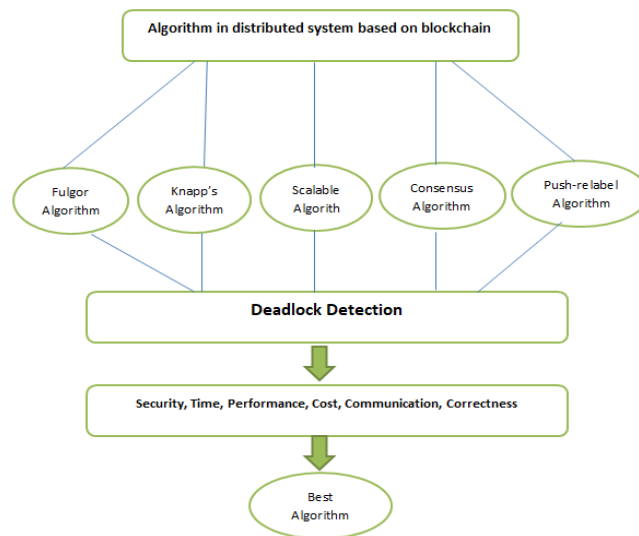 Algorithm in distributed system based on blockchain
Fulgor
Algorithm
Knapp's
Algorithm
Scalable
Algorith
Consensus
Algorithm
Push-relabel
Algorithm
Deadlock Detection
Security, Time, Performance, Cost, Communication, Correctness
Best
Algorithm